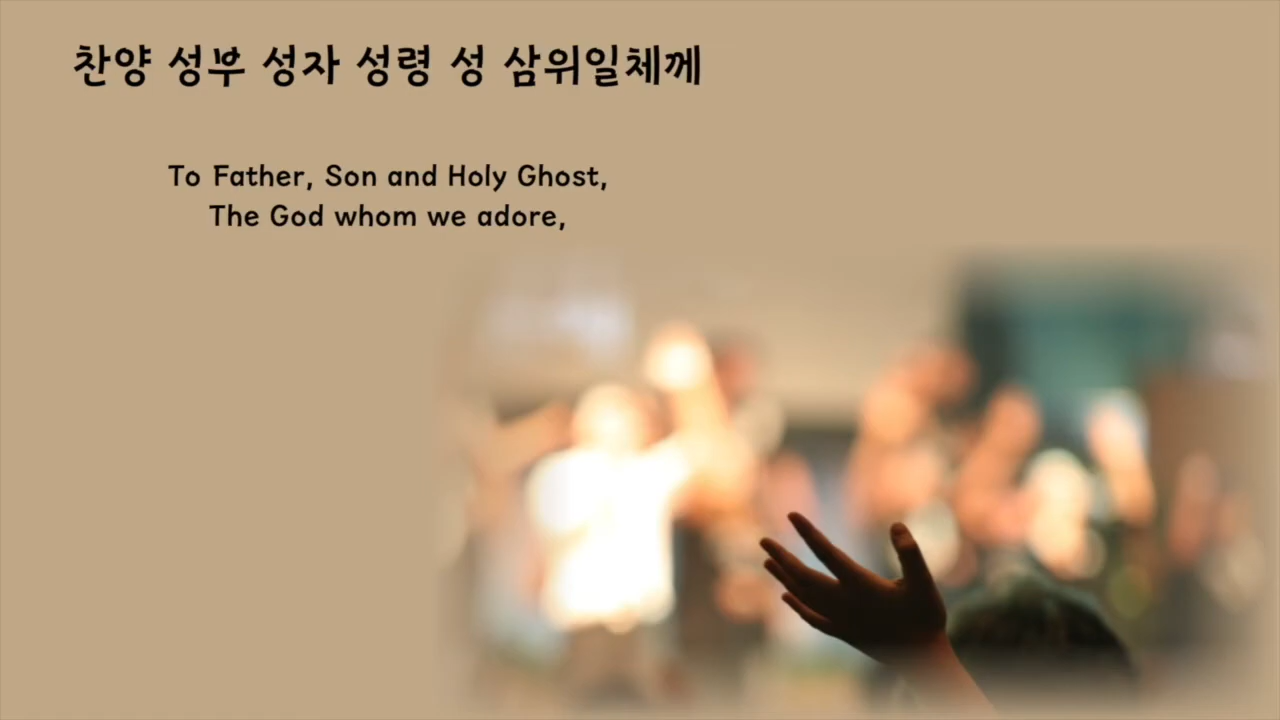 찬양 성부 성자 성령 성 삼위일체께
To Father, Son and Holy Ghost,
The God whom we adore,